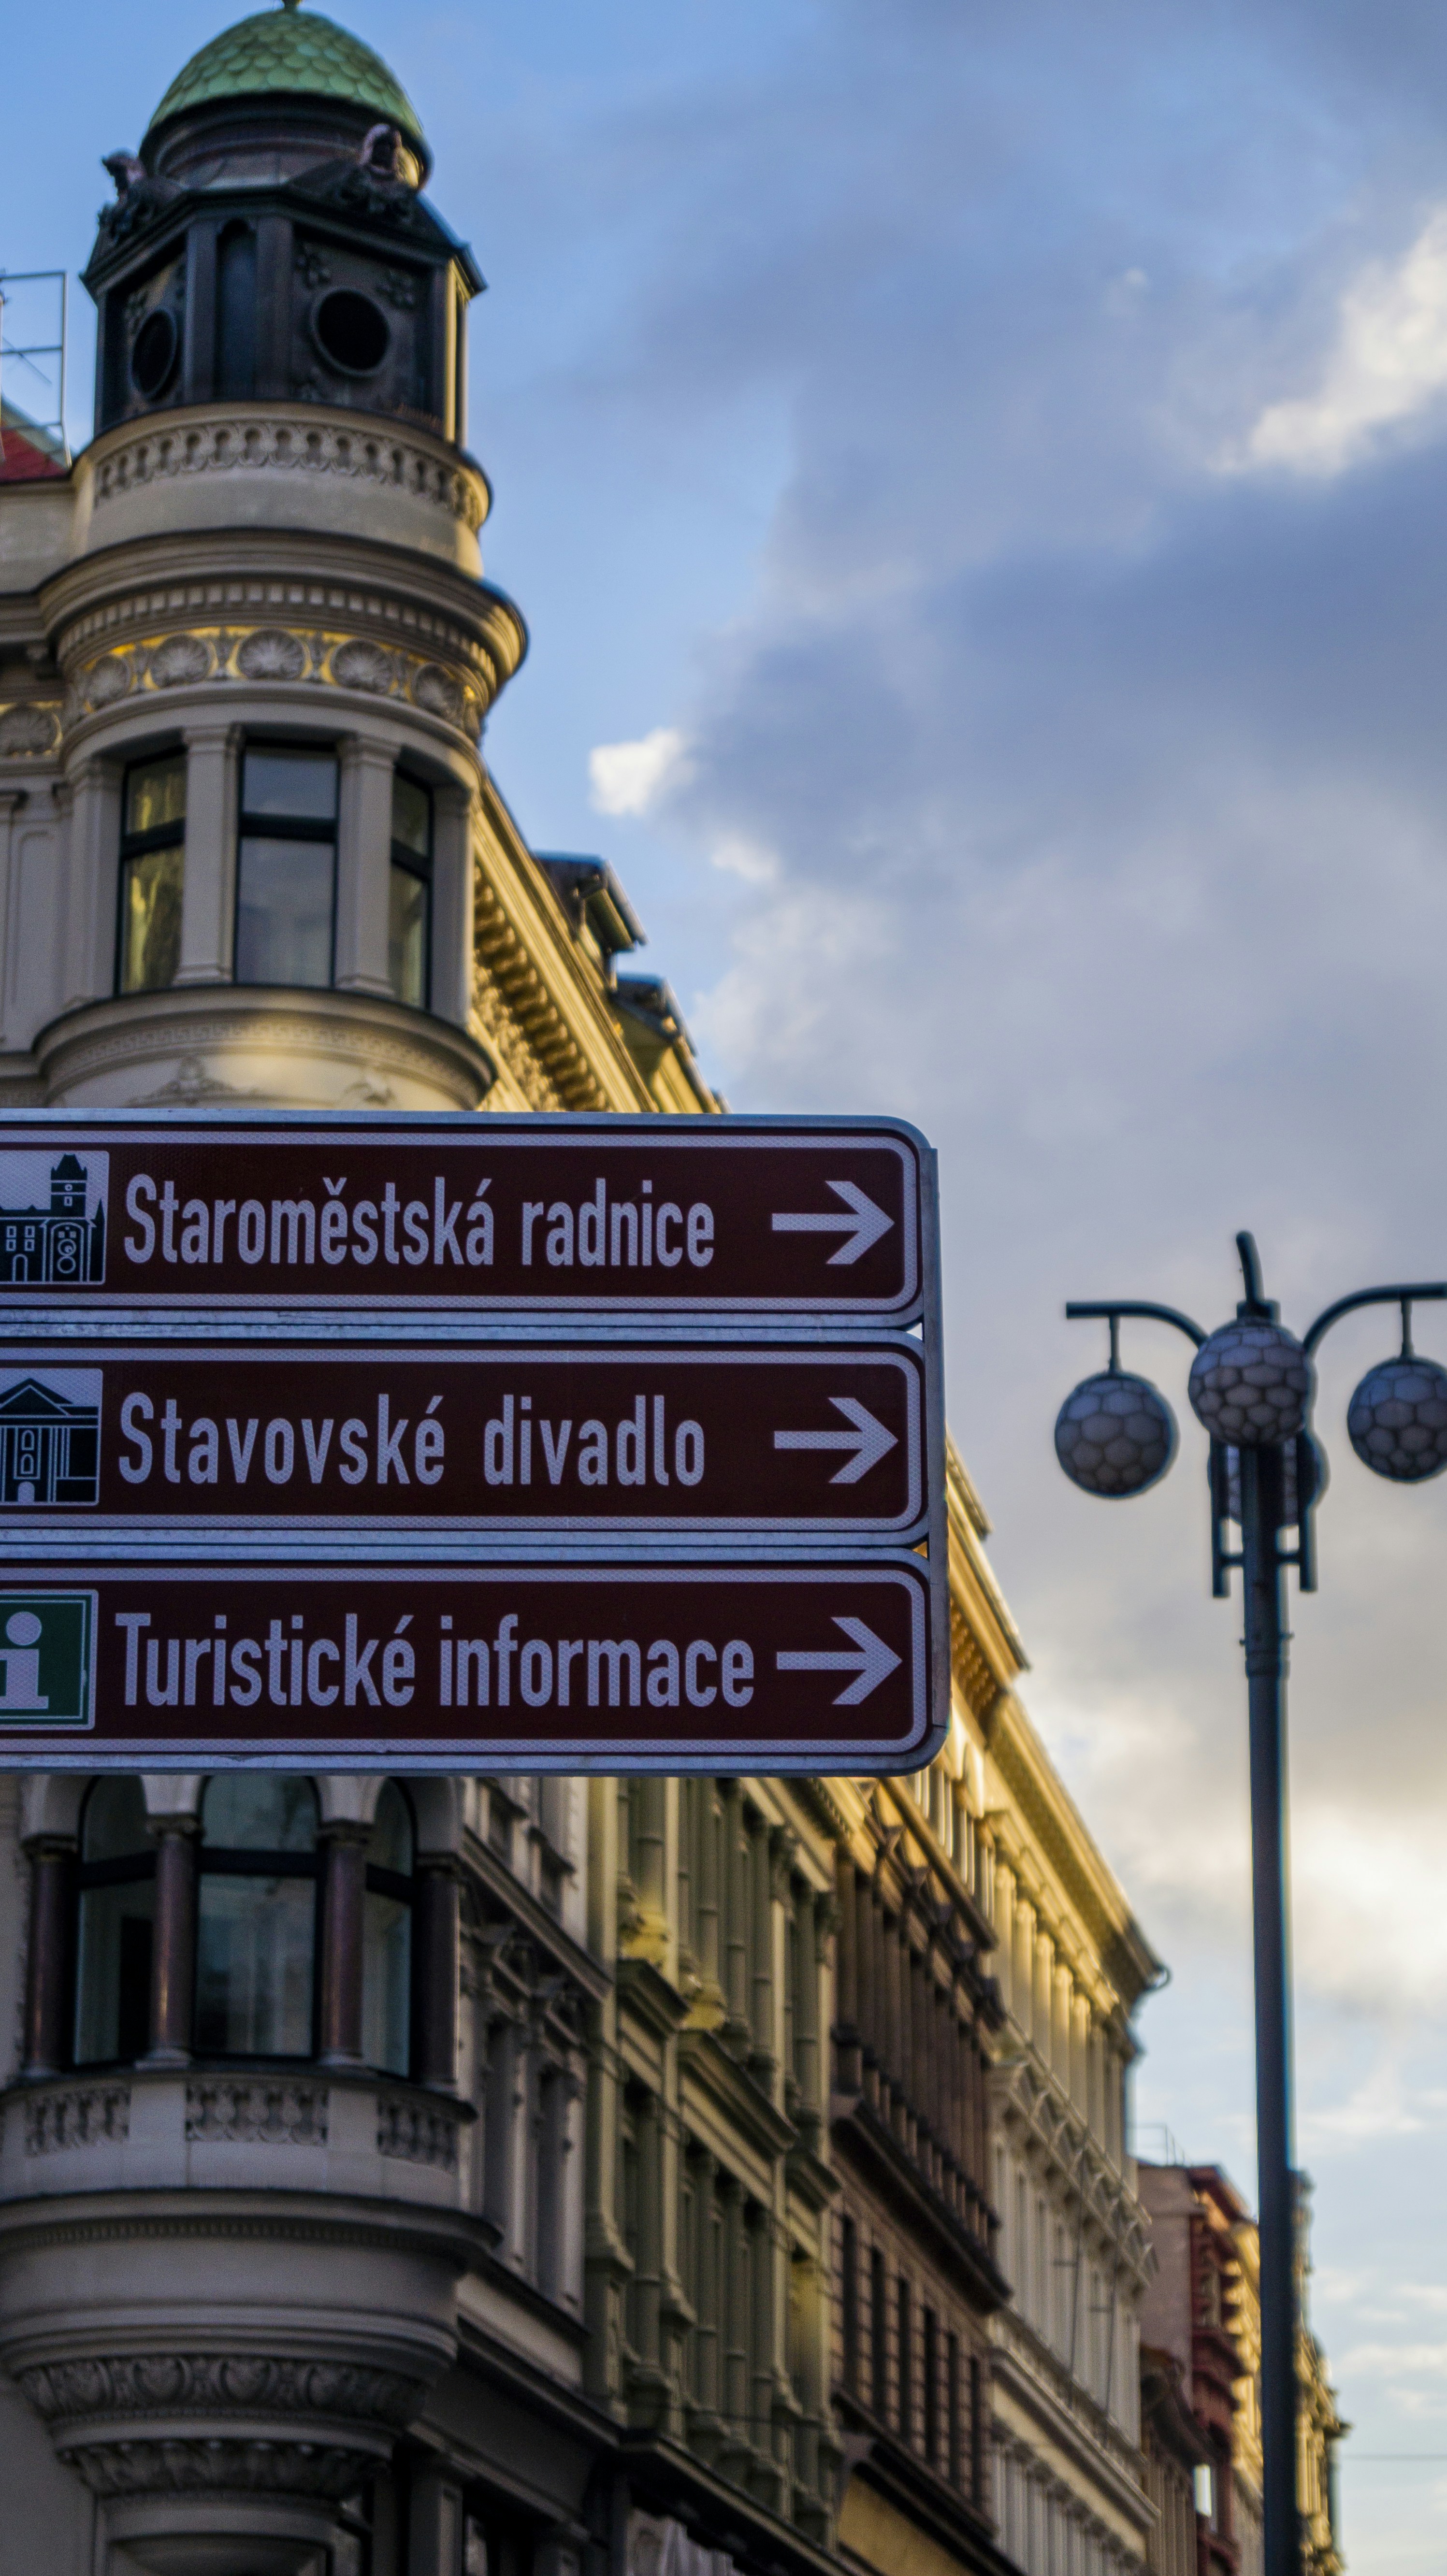 Staroměstská radnice
Stavovské divadlo
i Turistické informace